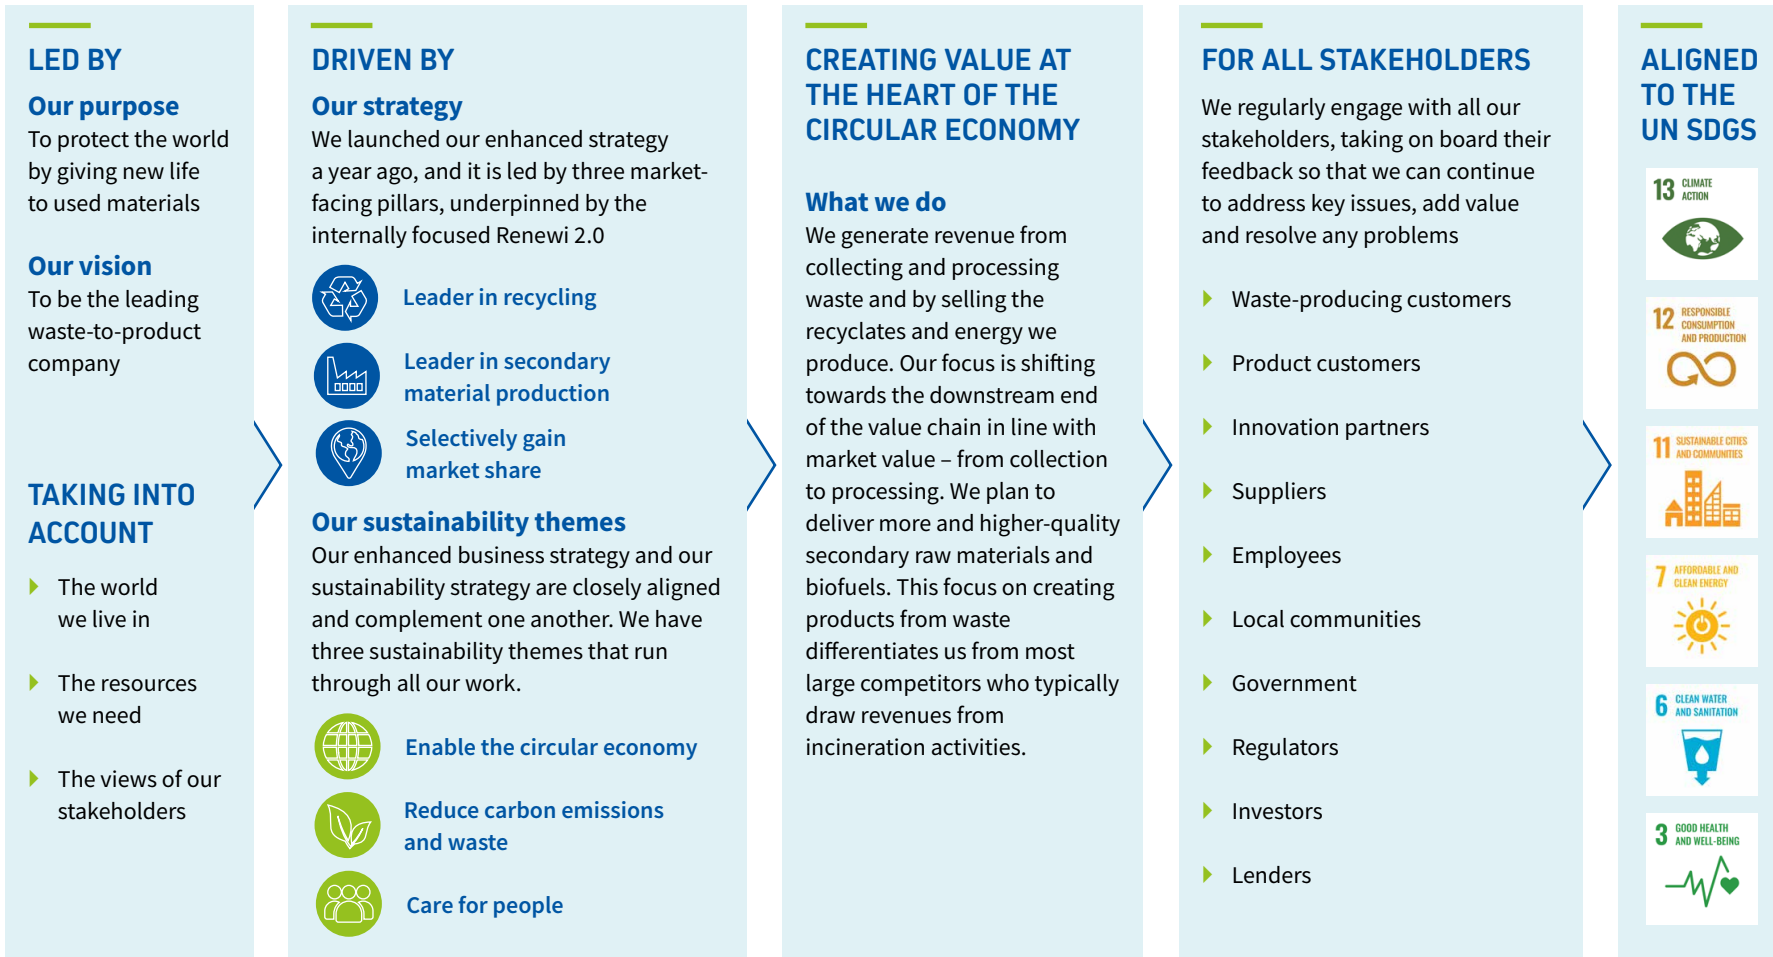 LED BY
Our purpose
To protect the world
by giving new life
to used materials
Our vision
To be the leading
waste-to-product
company
TAKING INTO
ACCOUNT
The world
we live in
The resources
we need
The views of our
stakeholders
DRIVEN BY
Our strategy
We launched our enhanced strategy
a year ago, and it is led by three market-
facing pillars, underpinned by the
internally focused Renewi 2.0
Leader in recycling
Leader in secondary
material production
Selectively gain
market share
Our sustainability themes
Our enhanced business strategy and our
sustainability strategy are closely aligned
and complement one another. We have
three sustainability themes that run
through all our work.
Enable the circular economy
Reduce carbon emissions
and waste
Care for people
CREATING VALUE AT
THE HEART OF THE
CIRCULAR ECONOMY
What we do
We generate revenue from
collecting and processing
waste and by selling the
recyclates and energy we
produce. Our focus is shifting
towards the downstream end
of the value chain in line with
market value – from collection
to processing. We plan to
deliver more and higher-quality
secondary raw materials and
biofuels. This focus on creating
products from waste
differentiates us from most
large competitors who typically
draw revenues from
incineration activities.
FOR ALL STAKEHOLDERS
We regularly engage with all our
stakeholders, taking on board their
feedback so that we can continue
to address key issues, add value
and resolve any problems
Waste-producing customers
Product customers
Innovation partners
Suppliers
Employees
Local communities
Government
Regulators
Investors
Lenders
ALIGNED
TO THE
UN SDGS
13 CLIMATE
ACTION
12 RESPONSIBLE
CONSUMPTION
AND PRODUCTION
11 SUSTAINABLE CITIES
AND COMMUNITIES
7 AFFORDABLE AND
CLEAN ENERGY
6 CLEAN WATER
AND SANITATION
3 GOOD HEALTH
AND WELL-BEING